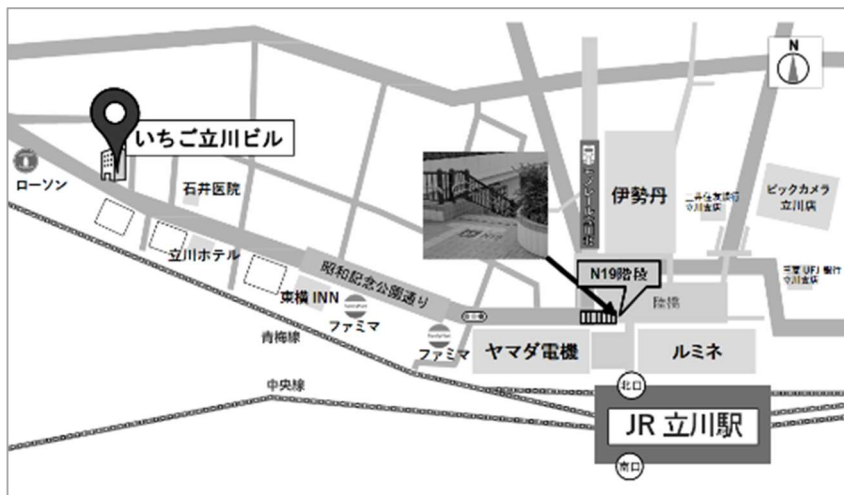 N
いちご立川ビル
ローソン
石井医院
立川ホテル
東横 INN
昭和記念公園通り
ファミマ
ファミマ
青梅線
中央線
伊勢丹
ビックカメラ
立川店
N19階段
陸橋
ヤマダ電機
ルミネ
北口
JR 立川駅
南口